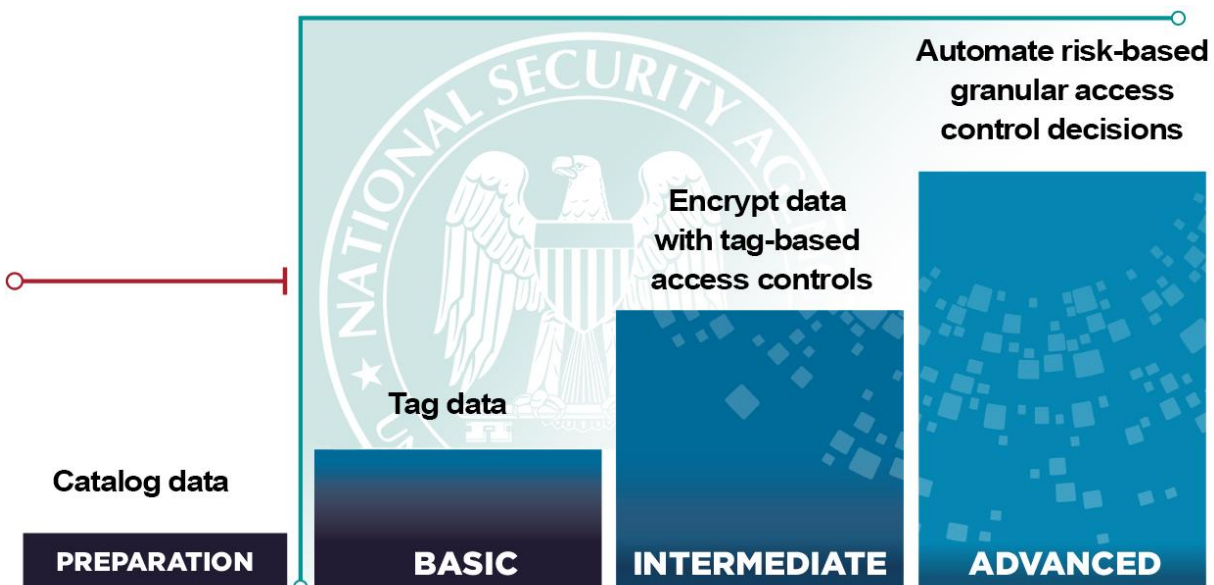 Automate risk-based
granular access
control decisions
Encrypt data
with tag-based
access controls
Tag data
Catalog data
PREPARATION
BASIC
INTERMEDIATE
ADVANCED
NATIONAL SECURITY